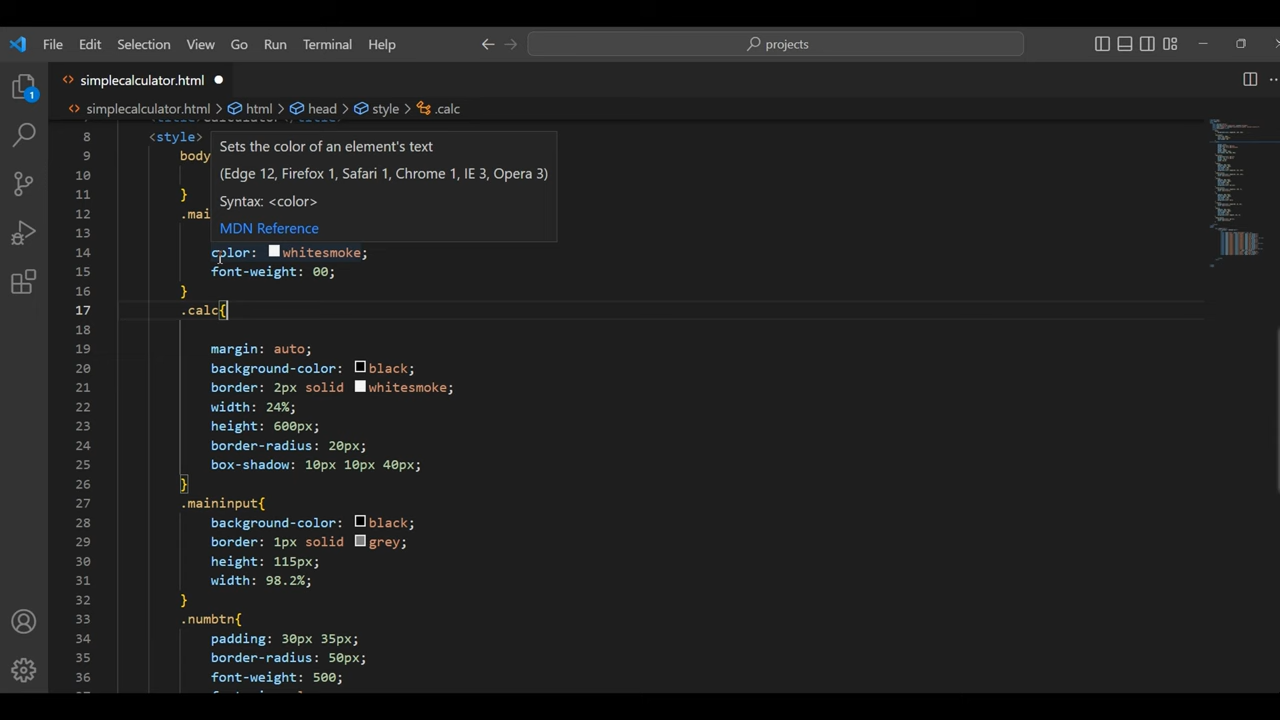 File Edit Selection View Go Run Terminal Help projects
simplecalculator.html
simplecalculator.html > html > head > style > .calc
1
8 <style>
9 body
10
11 }
12 .mai
13
14 color: whitesmoke;
15 font-weight: 00;
16 }
17 .calc{
18
19 margin: auto;
20 background-color: black;
21 border: 2px solid whitesmoke;
22 width: 24%;
23 height: 600px;
24 border-radius: 20px;
25 box-shadow: 10px 10px 40px;
26 }
27 .maininput{
28 background-color: black;
29 border: 1px solid grey;
30 height: 115px;
31 width: 98.2%;
32 }
33 .numbtn{
34 padding: 30px 35px;
35 border-radius: 50px;
36 font-weight: 500;
Sets the color of an element's text
(Edge 12, Firefox 1, Safari 1, Chrome 1, IE 3, Opera 3)
Syntax: <color>
MDN Reference